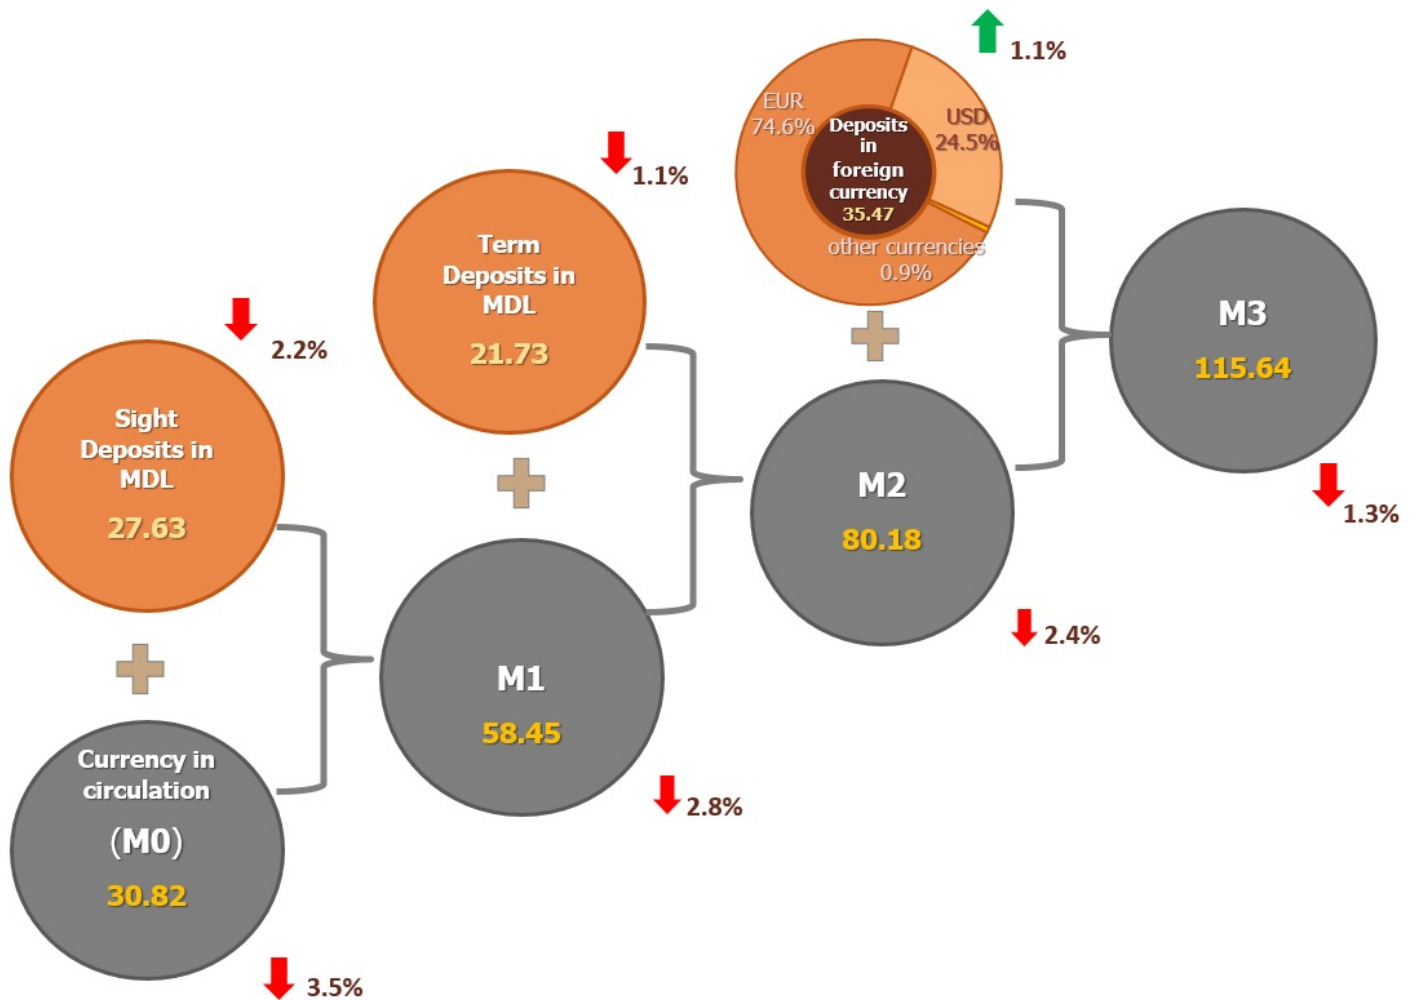 1.1%
EUR
74.6%
USD
24.5%
Deposits
in
foreign
currency
35.47
other currencies
0.9%
1.1%
Term
Deposits in
MDL
21.73
2.2%
Sight
Deposits in
MDL
27.63
M3
115.64
1.3%
M2
80.18
2.4%
M1
58.45
2.8%
Currency in
circulation
(M0)
30.82
3.5%